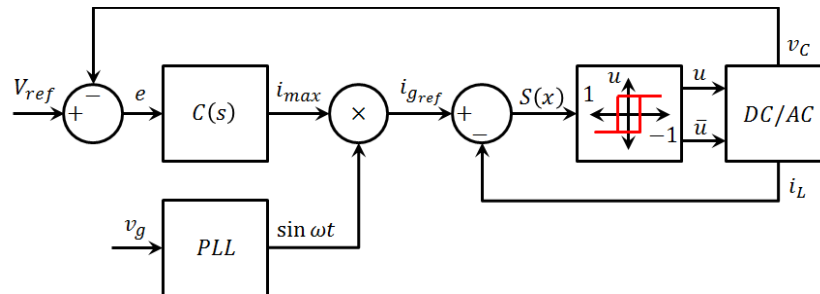 v_C
V_ref
+
−
e
C(s)
i_max
×
i_g_ref
+
−
S(x)
1
u
−1
u
ū
DC/AC
i_L
v_g
PLL
sin ωt